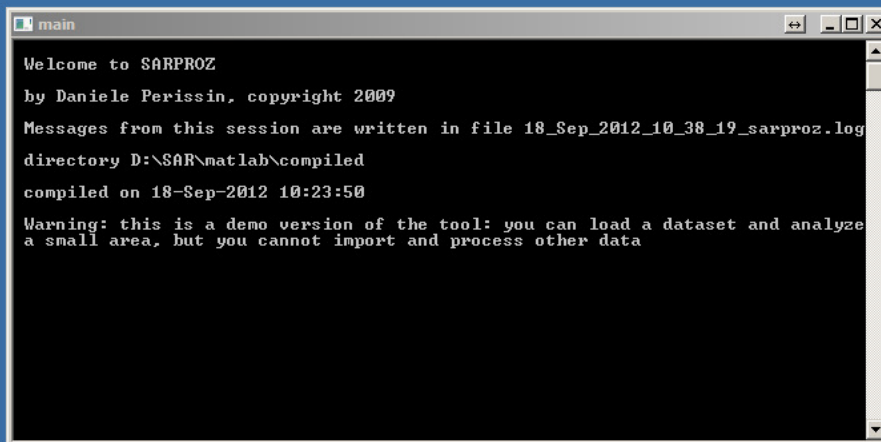 main
Welcome to SARPROZ
by Daniele Perissin, copyright 2009
Messages from this session are written in file 18_Sep_2012_10_38_19_sarproz.log
directory D:\SAR\matlab\compiled
compiled on 18-Sep-2012 10:23:50
Warning: this is a demo version of the tool: you can load a dataset and analyze
a small area, but you cannot import and process other data